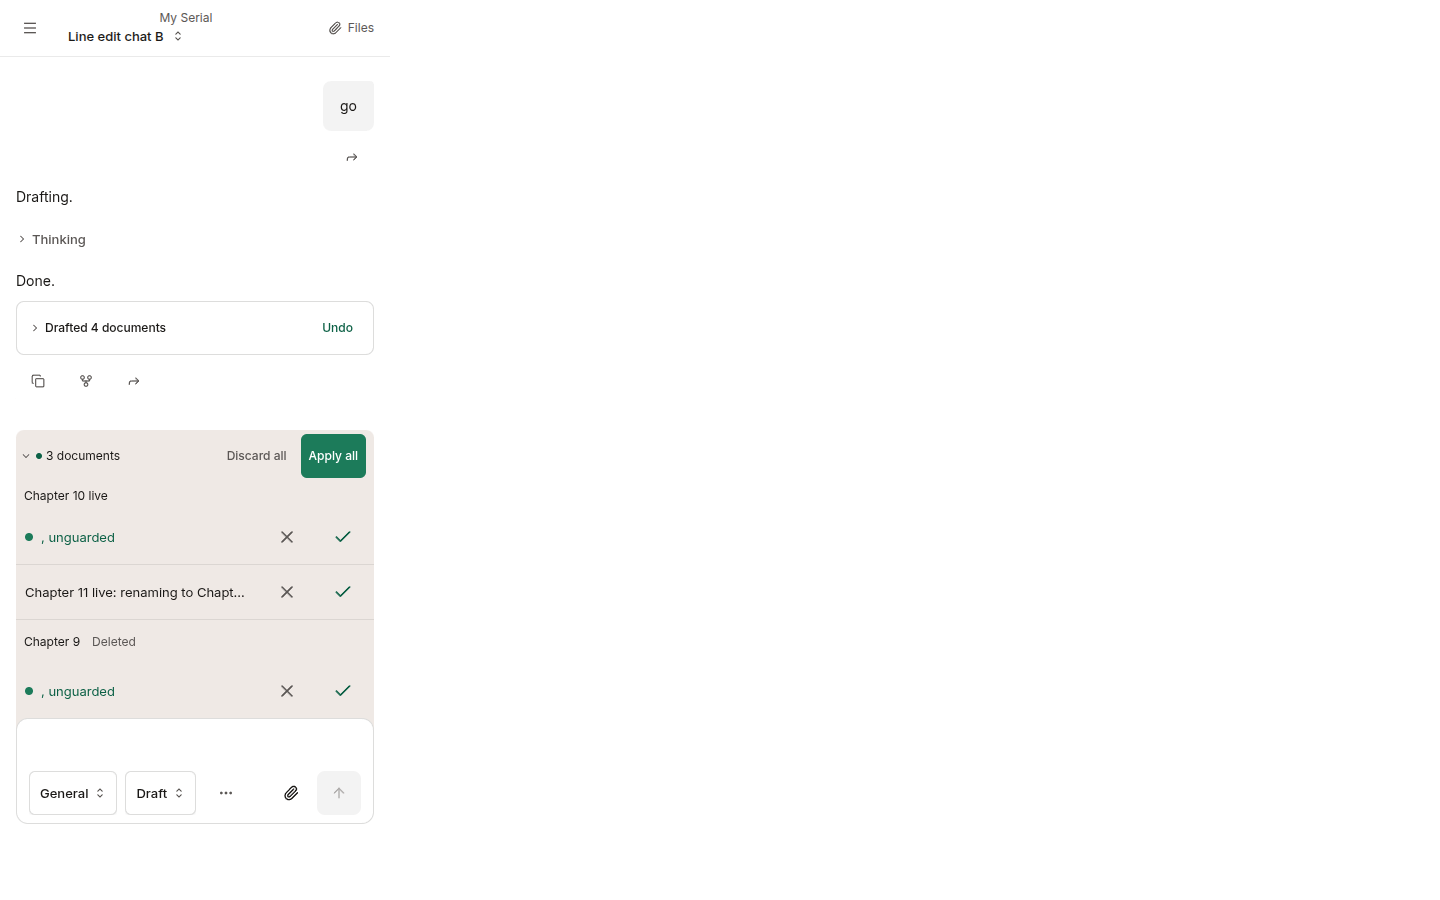 My Serial
Line edit chat B
Files
go
Drafting.
Thinking
Done.
Drafted 4 documents
Undo
3 documents
Discard all
Apply all
Chapter 10 live
, unguarded
Chapter 11 live: renaming to Chapt...
Chapter 9 Deleted
, unguarded
General
Draft